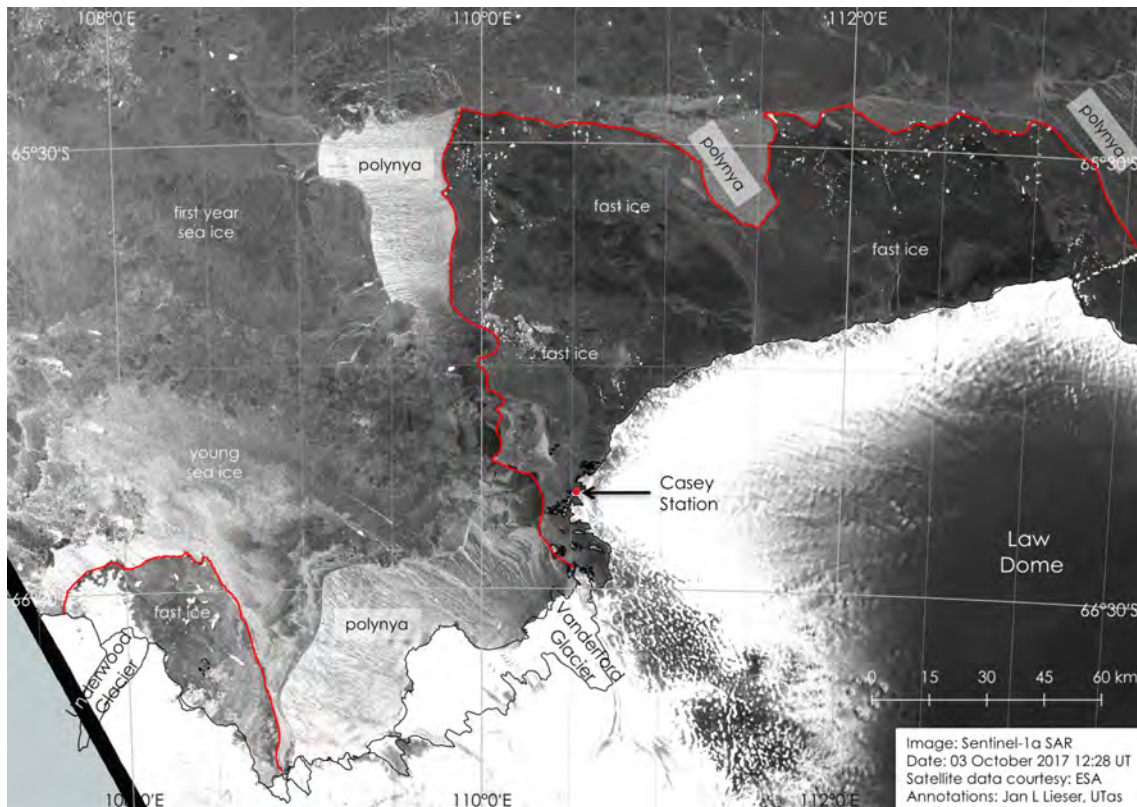 108°0'E
110°0'E
112°0'E
polynya
65°30'S
polynya
polynya
65°30'S
first year
sea ice
fast ice
fast ice
fast ice
young
sea ice
Casey
Station
Law
Dome
66°30'S
fast ice
polynya
Vanderford
Glacier
Underwood
Glacier
0 15 30 45 60 km
110°0'E
112°0'E
Image: Sentinel-1a SAR
Date: 03 October 2017 12:28 UT
Satellite data courtesy: ESA
Annotations: Jan L Lieser, UTas